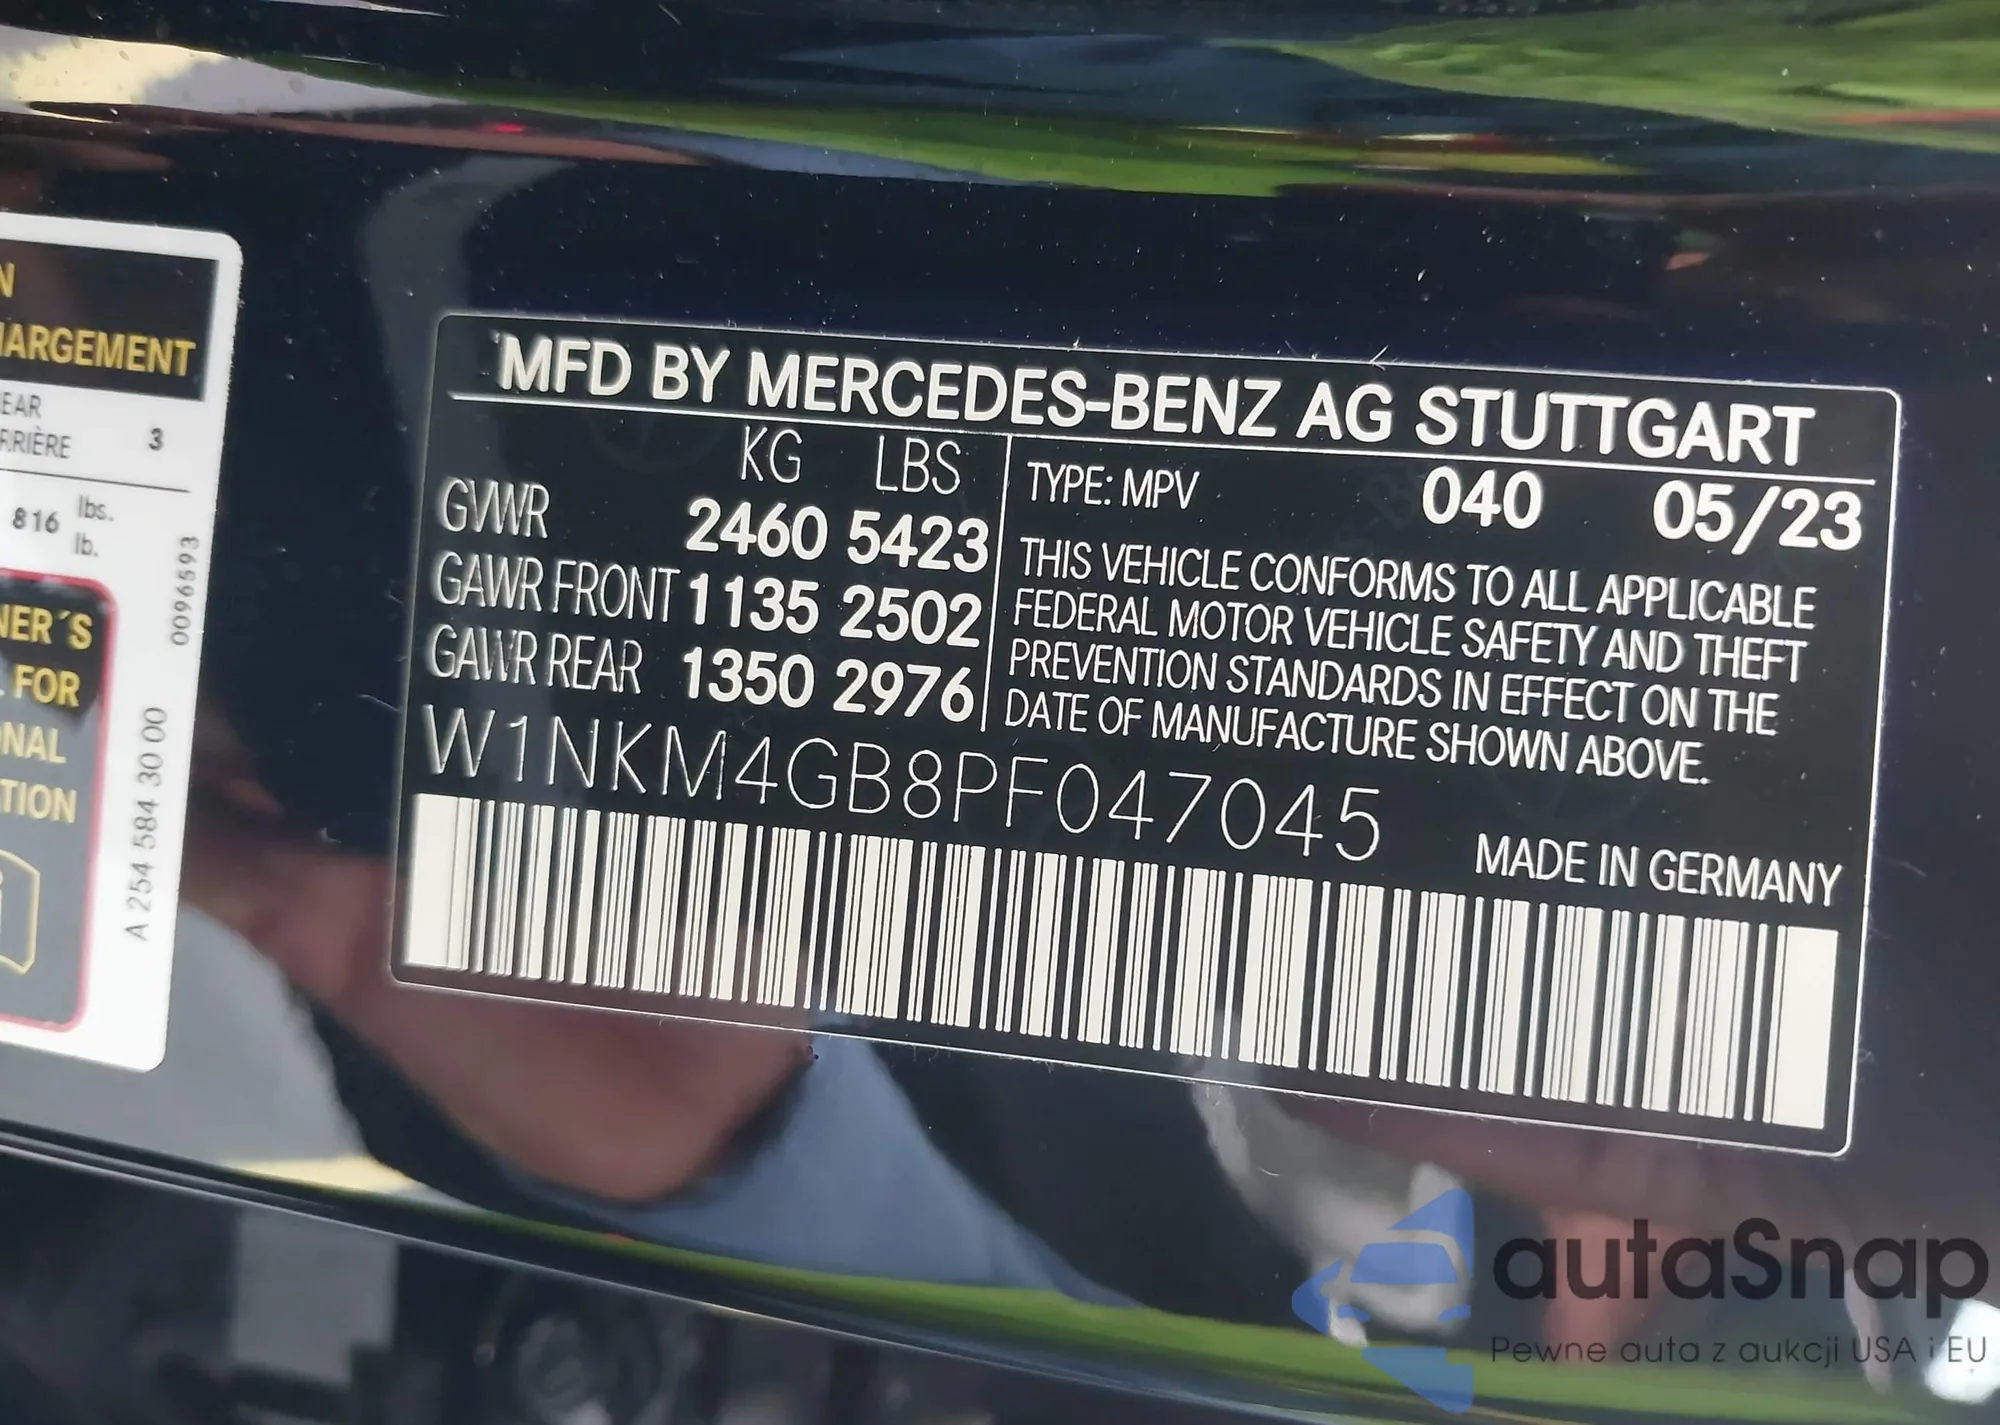 N
HARGEMENT
EAR
RRIÈRE 3
816 lbs.
lb.
0096593
NER´S
FOR
ONAL
TION
A 254 584 30 00
MFD BY MERCEDES-BENZ AG STUTTGART
KG LBS
GVWR 2460 5423
GAWR FRONT 1135 2502
GAWR REAR 1350 2976
TYPE: MPV 040 05/23
THIS VEHICLE CONFORMS TO ALL APPLICABLE
FEDERAL MOTOR VEHICLE SAFETY AND THEFT
PREVENTION STANDARDS IN EFFECT ON THE
DATE OF MANUFACTURE SHOWN ABOVE.
W1NKM4GB8PF047045
MADE IN GERMANY
autaSnap
Pewne auta z aukcji USA i EU